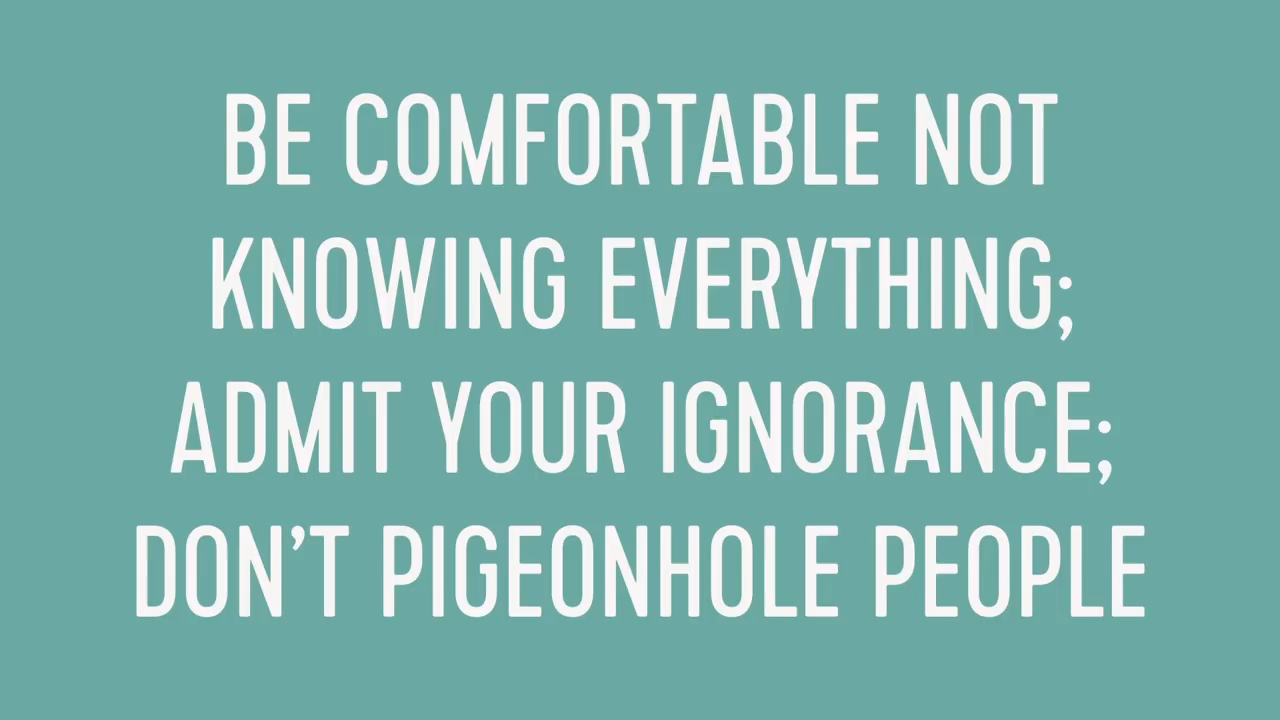 BE COMFORTABLE NOT
KNOWING EVERYTHING;
ADMIT YOUR IGNORANCE;
DON’T PIGEONHOLE PEOPLE